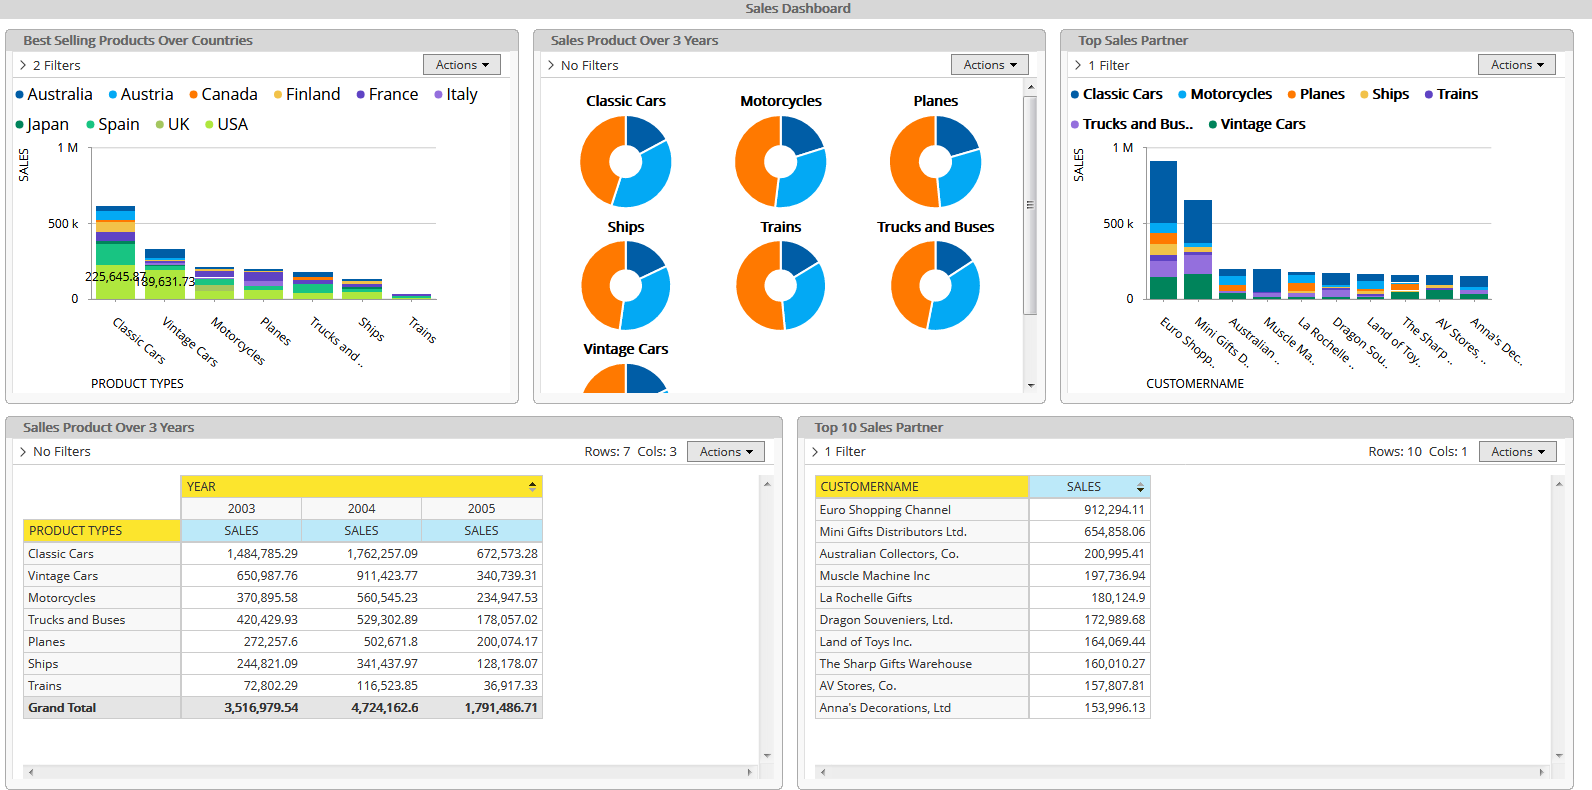 Sales Dashboard
Best Selling Products Over Countries
2 Filters
Actions
Australia Austria Canada Finland France Italy
Japan Spain UK USA
SALES
1 M
500 k
0
225,645.87
189,631.73
Classic Cars
Vintage Cars
Motorcycles
Planes
Trucks and ..
Ships
Trains
PRODUCT TYPES
Sales Product Over 3 Years
No Filters
Actions
Classic Cars Motorcycles Planes
Ships Trains Trucks and Buses
Vintage Cars
Top Sales Partner
1 Filter
Actions
Classic Cars Motorcycles Planes Ships Trains
Trucks and Bus.. Vintage Cars
SALES
1 M
500 k
0
Euro Shopp..
Mini Gifts D..
Australian ..
Muscle Ma..
La Rochelle ..
Dragon Sou..
Land of Toy..
The Sharp ..
AV Stores, ..
Anna's Dec..
CUSTOMERNAME
Salles Product Over 3 Years
No Filters
Rows: 7 Cols: 3
Actions
YEAR
2003 2004 2005
PRODUCT TYPES SALES SALES SALES
Classic Cars 1,484,785.29 1,762,257.09 672,573.28
Vintage Cars 650,987.76 911,423.77 340,739.31
Motorcycles 370,895.58 560,545.23 234,947.53
Trucks and Buses 420,429.93 529,302.89 178,057.02
Planes 272,257.6 502,671.8 200,074.17
Ships 244,821.09 341,437.97 128,178.07
Trains 72,802.29 116,523.85 36,917.33
Grand Total 3,516,979.54 4,724,162.6 1,791,486.71
Top 10 Sales Partner
1 Filter
Rows: 10 Cols: 1
Actions
CUSTOMERNAME SALES
Euro Shopping Channel 912,294.11
Mini Gifts Distributors Ltd. 654,858.06
Australian Collectors, Co. 200,995.41
Muscle Machine Inc 197,736.94
La Rochelle Gifts 180,124.9
Dragon Souveniers, Ltd. 172,989.68
Land of Toys Inc. 164,069.44
The Sharp Gifts Warehouse 160,010.27
AV Stores, Co. 157,807.81
Anna's Decorations, Ltd 153,996.13